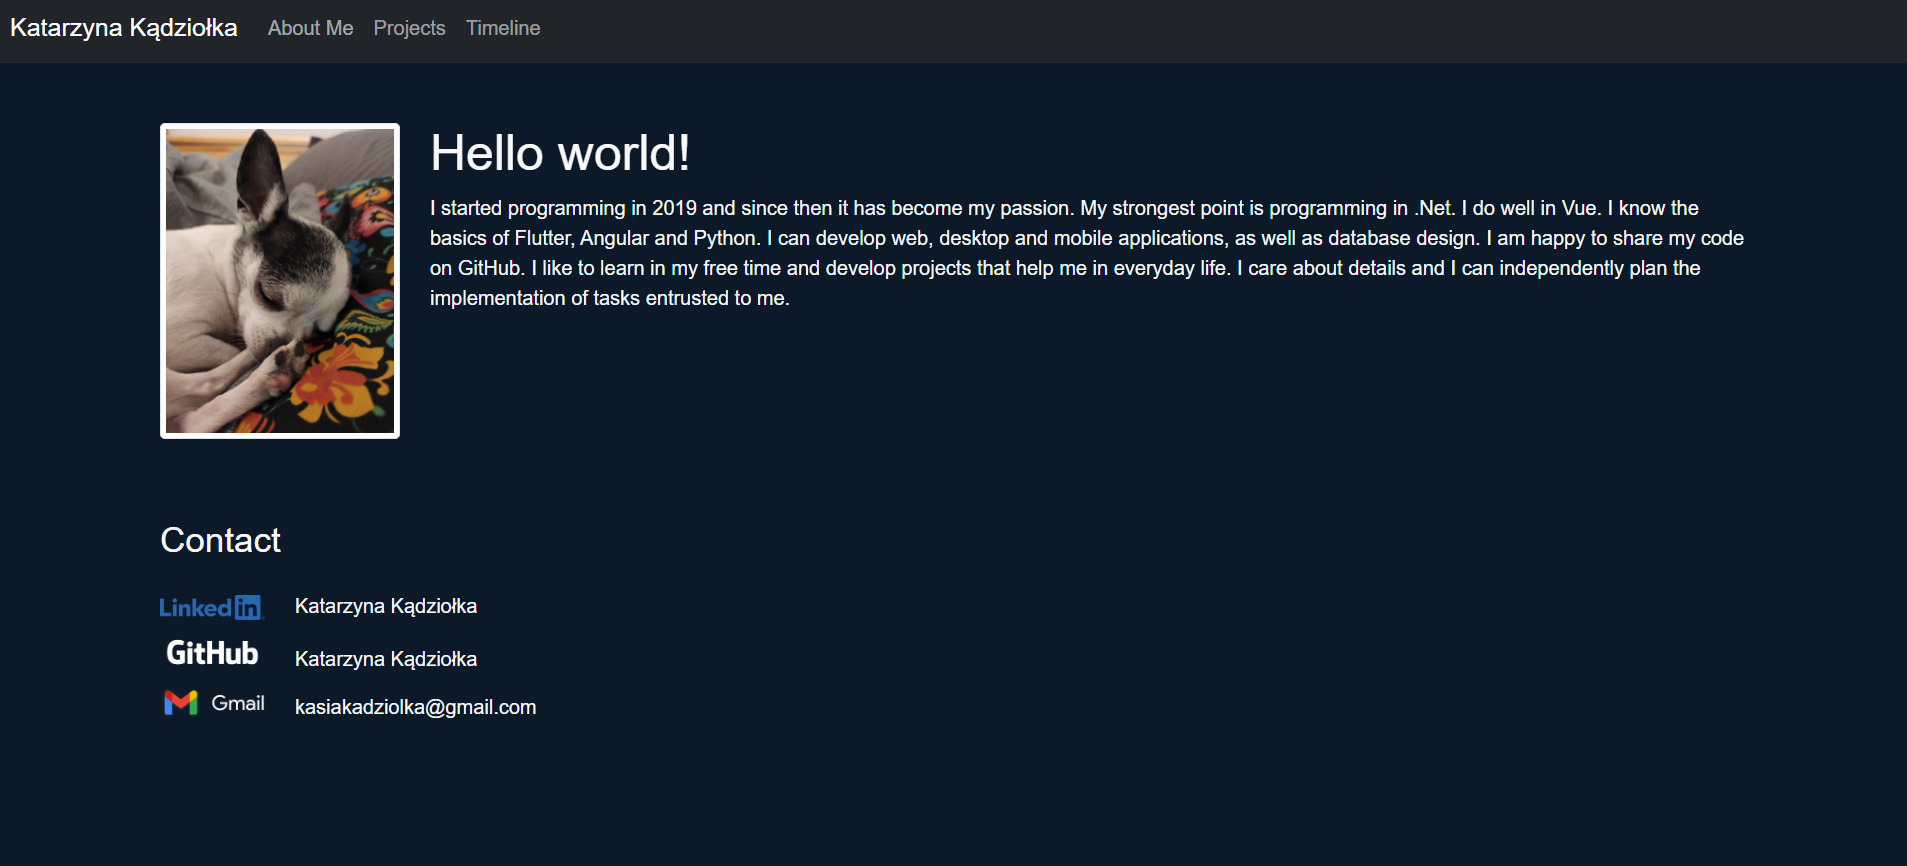 Katarzyna Kądziołka About Me Projects Timeline
Hello world!
I started programming in 2019 and since then it has become my passion. My strongest point is programming in .Net. I do well in Vue. I know the
basics of Flutter, Angular and Python. I can develop web, desktop and mobile applications, as well as database design. I am happy to share my code
on GitHub. I like to learn in my free time and develop projects that help me in everyday life. I care about details and I can independently plan the
implementation of tasks entrusted to me.
Contact
LinkedIn Katarzyna Kądziołka
GitHub Katarzyna Kądziołka
Gmail kasiakadziolka@gmail.com